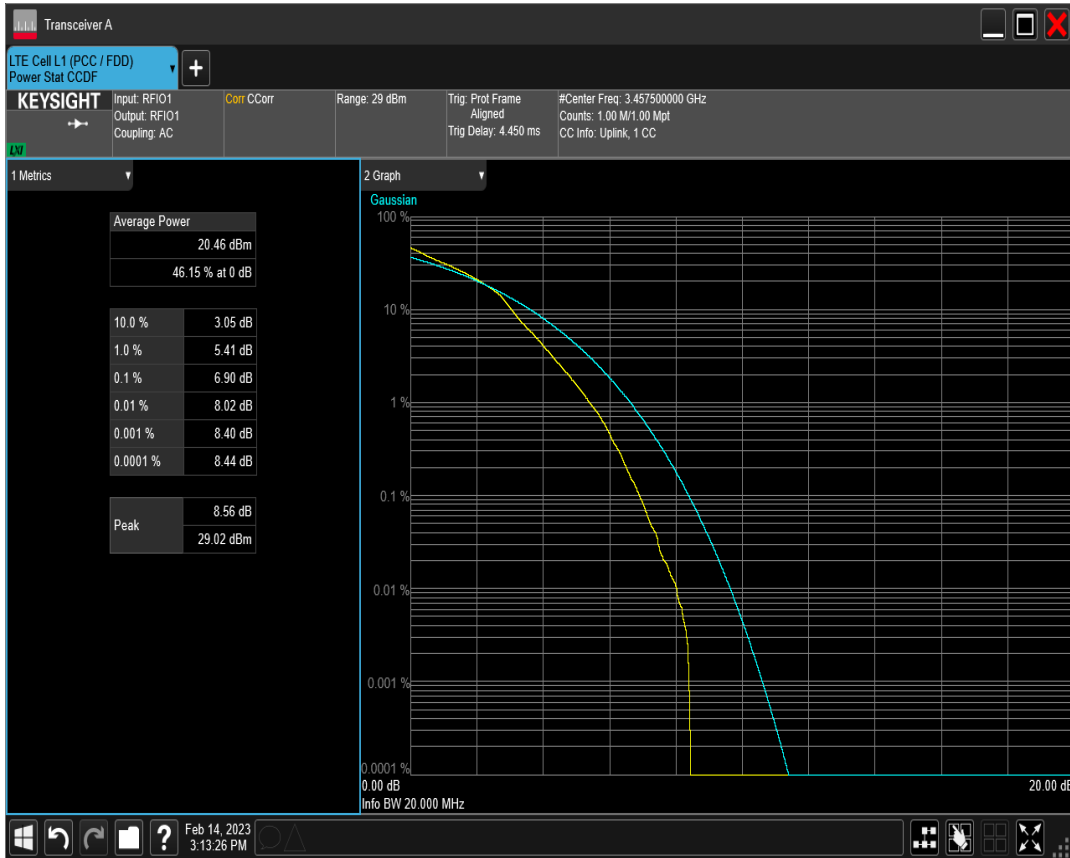 Transceiver A
LTE Cell L1 (PCC / FDD)
Power Stat CCDF
+
KEYSIGHT
LXI
Input: RFIO1
Output: RFIO1
Coupling: AC
Corr CCorr
Range: 29 dBm
Trig: Prot Frame
Aligned
Trig Delay: 4.450 ms
#Center Freq: 3.457500000 GHz
Counts: 1.00 M/1.00 Mpt
CC Info: Uplink, 1 CC
1 Metrics
Average Power
20.46 dBm
46.15 % at 0 dB
10.0 % 3.05 dB
1.0 % 5.41 dB
0.1 % 6.90 dB
0.01 % 8.02 dB
0.001 % 8.40 dB
0.0001 % 8.44 dB
Peak
8.56 dB
29.02 dBm
2 Graph
Gaussian
100 %
10 %
1 %
0.1 %
0.01 %
0.001 %
0.0001 %
0.00 dB
20.00 dB
Info BW 20.000 MHz
?
Feb 14, 2023
3:13:26 PM